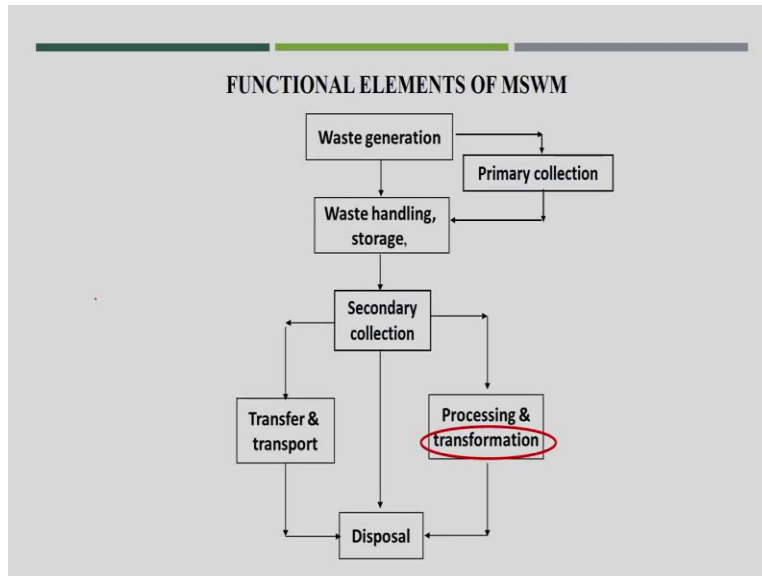 FUNCTIONAL ELEMENTS OF MSWM
Waste generation
Primary collection
Waste handling,
storage,
Secondary
collection
Transfer &
transport
Processing &
transformation
Disposal